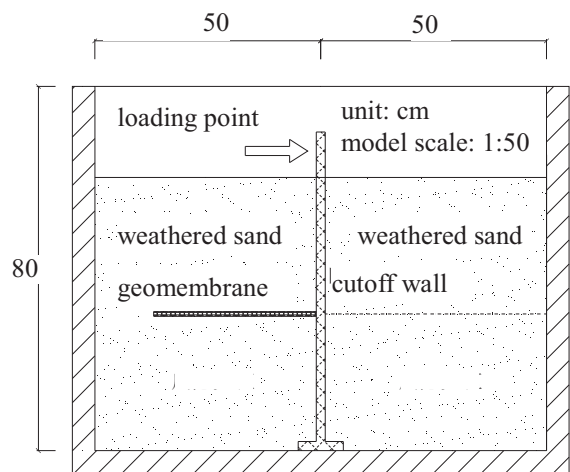 50 50
loading point
unit: cm
model scale: 1:50
weathered sand weathered sand
80
geomembrane
cutoff wall